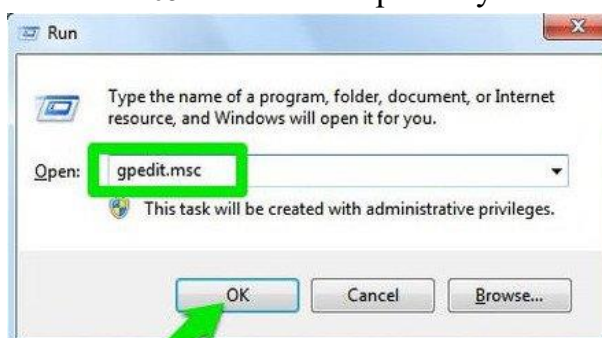 Run
Type the name of a program, folder, document, or Internet
resource, and Windows will open it for you.
Open: gpedit.msc
This task will be created with administrative privileges.
OK Cancel Browse...